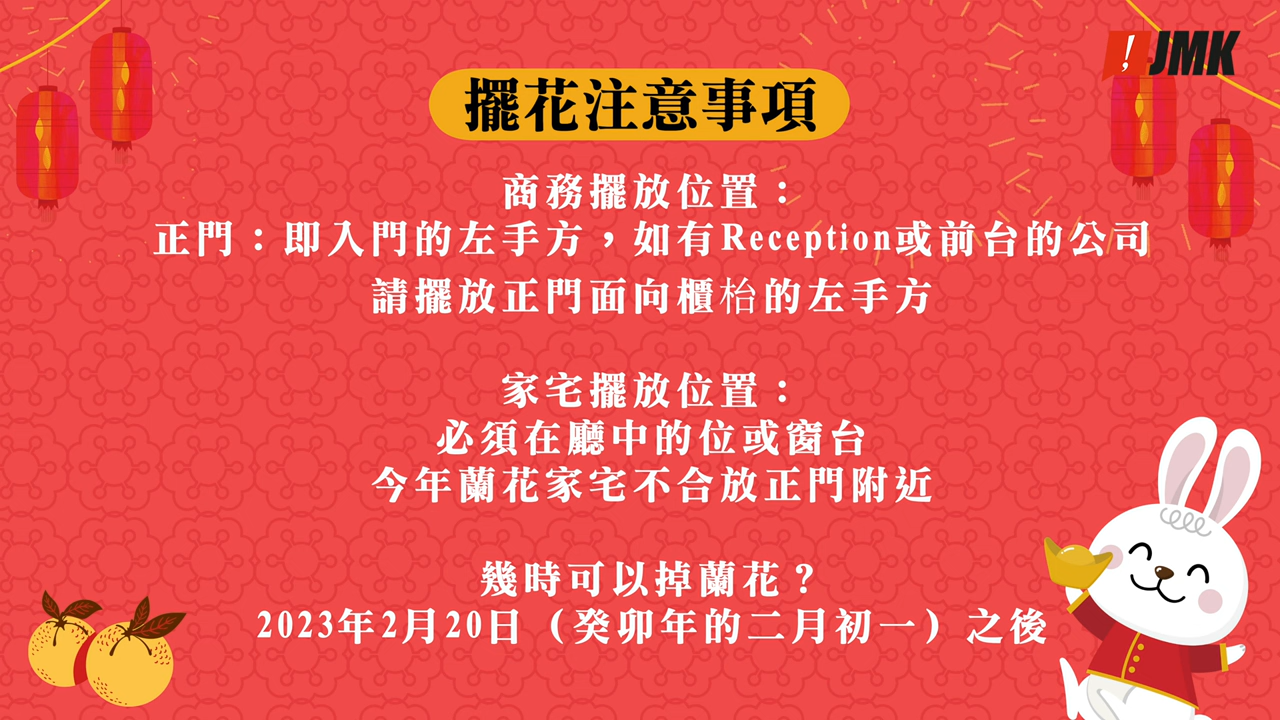 JMK
擺花注意事項
商務擺放位置：
正門：即入門的左手方，如有Reception或前台的公司
請擺放正門面向櫃枱的左手方
家宅擺放位置：
必須在廳中的位或窗台
今年蘭花家宅不合放正門附近
幾時可以掉蘭花？
2023年2月20日（癸卯年的二月初一）之後